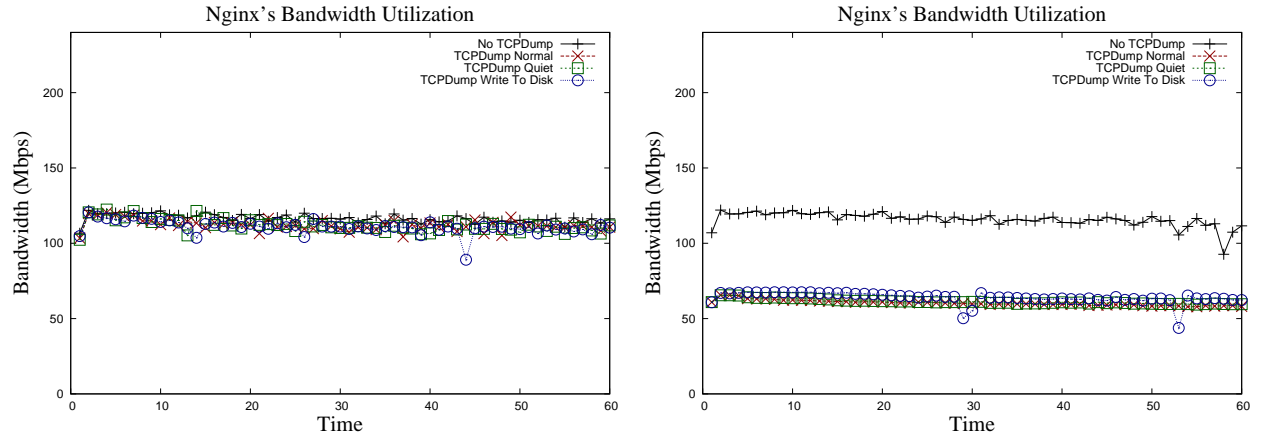 Nginx's Bandwidth Utilization
No TCPDump
TCPDump Normal
TCPDump Quiet
TCPDump Write To Disk
200
150
100
50
0
Bandwidth (Mbps)
0 10 20 30 40 50 60
Time
Nginx's Bandwidth Utilization
No TCPDump
TCPDump Normal
TCPDump Quiet
TCPDump Write To Disk
200
150
100
50
0
Bandwidth (Mbps)
0 10 20 30 40 50 60
Time